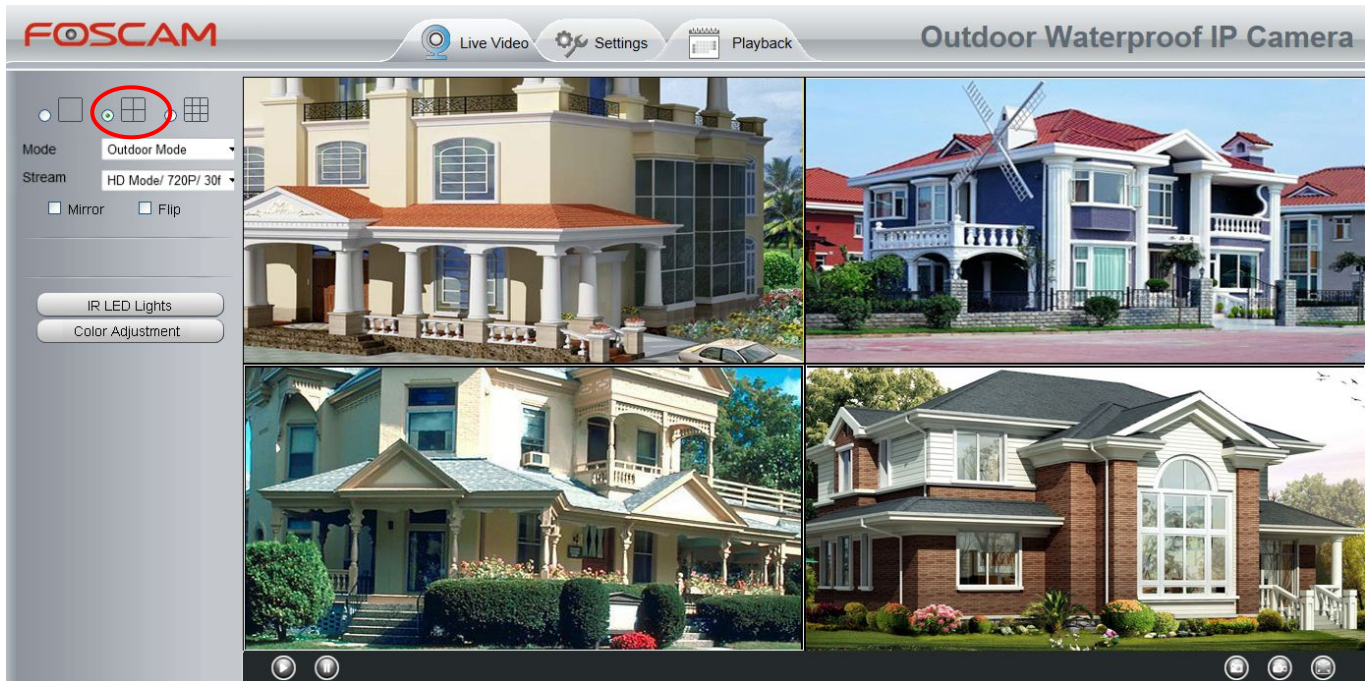 FOSCAM
Live Video
Settings
Playback
Outdoor Waterproof IP Camera
Mode
Outdoor Mode
Stream
HD Mode/ 720P/ 30f
Mirror
Flip
IR LED Lights
Color Adjustment